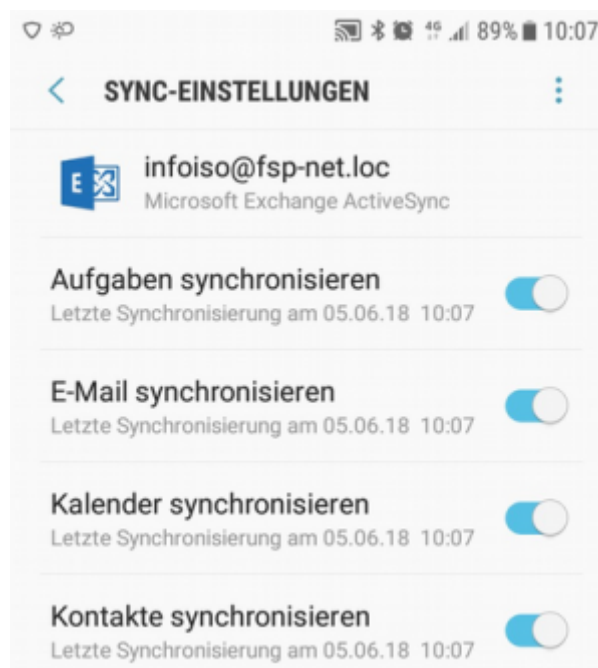 89% 10:07
SYNC-EINSTELLUNGEN
infoiso@fsp-net.loc
Microsoft Exchange ActiveSync
Aufgaben synchronisieren
Letzte Synchronisierung am 05.06.18 10:07
E-Mail synchronisieren
Letzte Synchronisierung am 05.06.18 10:07
Kalender synchronisieren
Letzte Synchronisierung am 05.06.18 10:07
Kontakte synchronisieren
Letzte Synchronisierung am 05.06.18 10:07